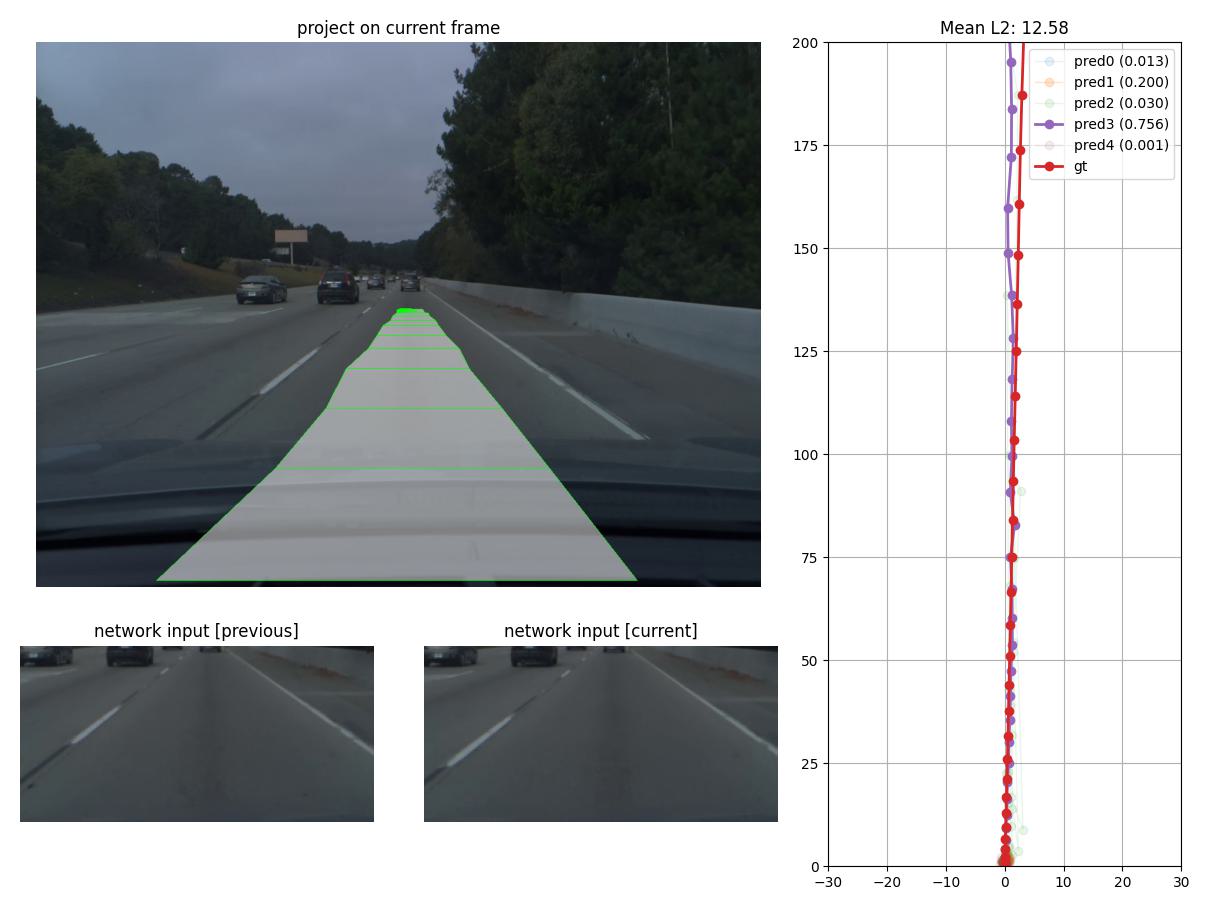 project on current frame
Mean L2: 12.58
200
175
150
125
100
75
50
25
0
−30
−20
−10
0
10
20
30
pred0 (0.013)
pred1 (0.200)
pred2 (0.030)
pred3 (0.756)
pred4 (0.001)
gt
network input [previous]
network input [current]